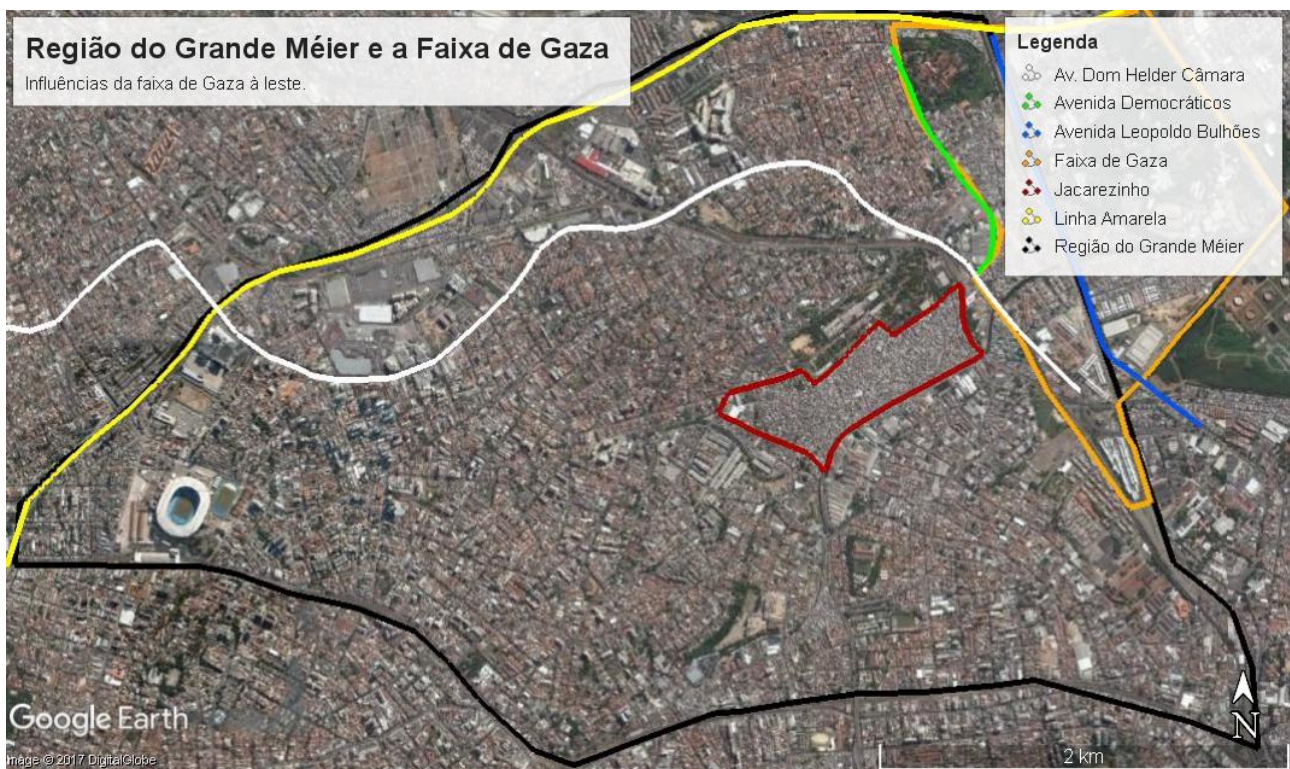 Região do Grande Méier e a Faixa de Gaza
Influências da faixa de Gaza à leste.
Legenda
Av. Dom Helder Câmara
Avenida Democráticos
Avenida Leopoldo Bulhões
Faixa de Gaza
Jacarezinho
Linha Amarela
Região do Grande Méier
N
Google Earth
mage © 2017 DigitalGlobe
2 km